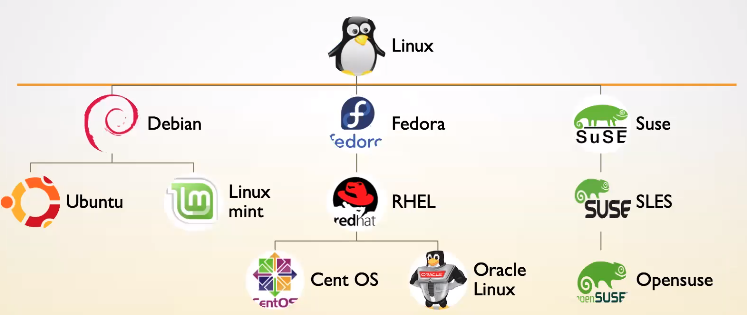 Linux
Debian
fedora
Fedora
SuSE
Suse
Ubuntu
Linux
mint
redhat
RHEL
SUSE
SLES
CentOS
Cent OS
ORACLE
Oracle
Linux
openSUSE
Opensuse